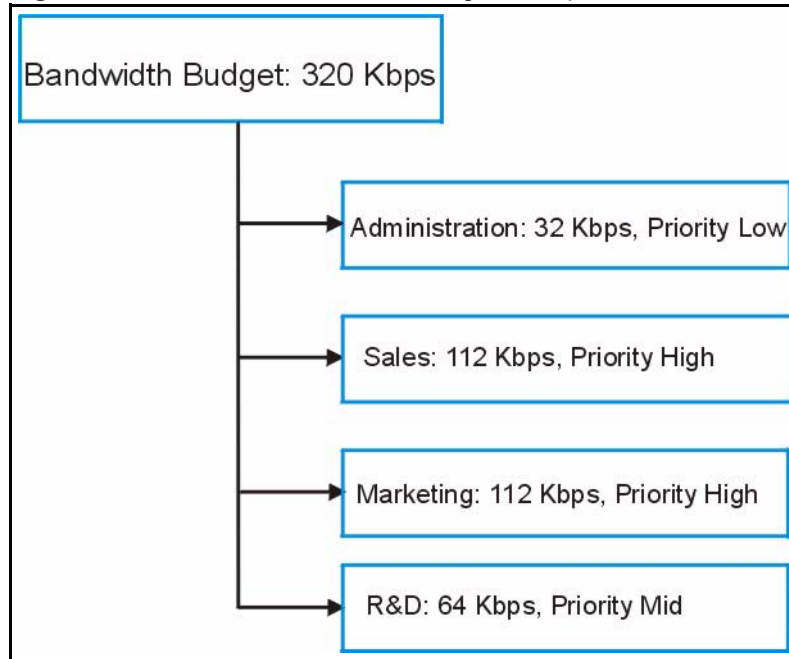 Bandwidth Budget: 320 Kbps
Administration: 32 Kbps, Priority Low
Sales: 112 Kbps, Priority High
Marketing: 112 Kbps, Priority High
R&D: 64 Kbps, Priority Mid